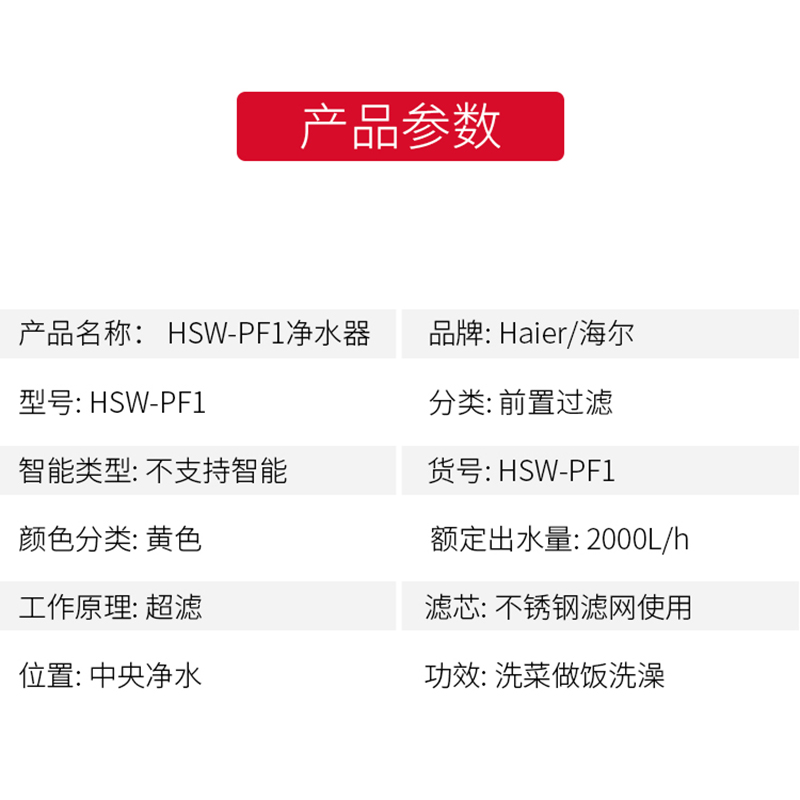 产品参数
产品名称： HSW-PF1净水器
品牌: Haier/海尔
型号: HSW-PF1
分类: 前置过滤
智能类型: 不支持智能
货号: HSW-PF1
颜色分类: 黄色
额定出水量: 2000L/h
工作原理: 超滤
滤芯: 不锈钢滤网使用
位置: 中央净水
功效: 洗菜做饭洗澡